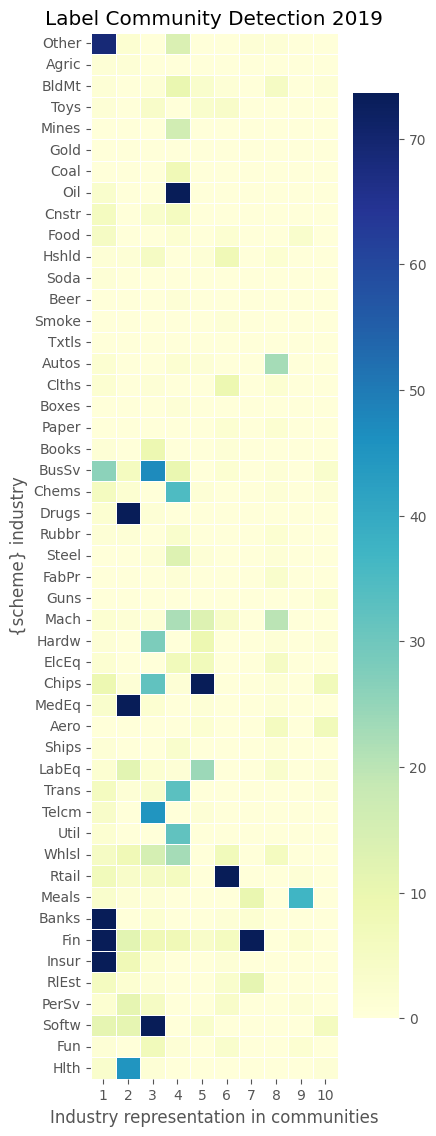 Label Community Detection 2019
Other
Agric
BldMt
Toys
Mines
Gold
Coal
Oil
Cnstr
Food
Hshld
Soda
Beer
Smoke
Txtls
Autos
Clths
Boxes
Paper
Books
BusSv
Chems
Drugs
Rubbr
Steel
FabPr
Guns
Mach
Hardw
ElcEq
Chips
MedEq
Aero
Ships
LabEq
Trans
Telcm
Util
Whlsl
Rtail
Meals
Banks
Fin
Insur
RlEst
PerSv
Softw
Fun
Hlth
{scheme} industry
1 2 3 4 5 6 7 8 9 10
Industry representation in communities
70
60
50
40
30
20
10
0